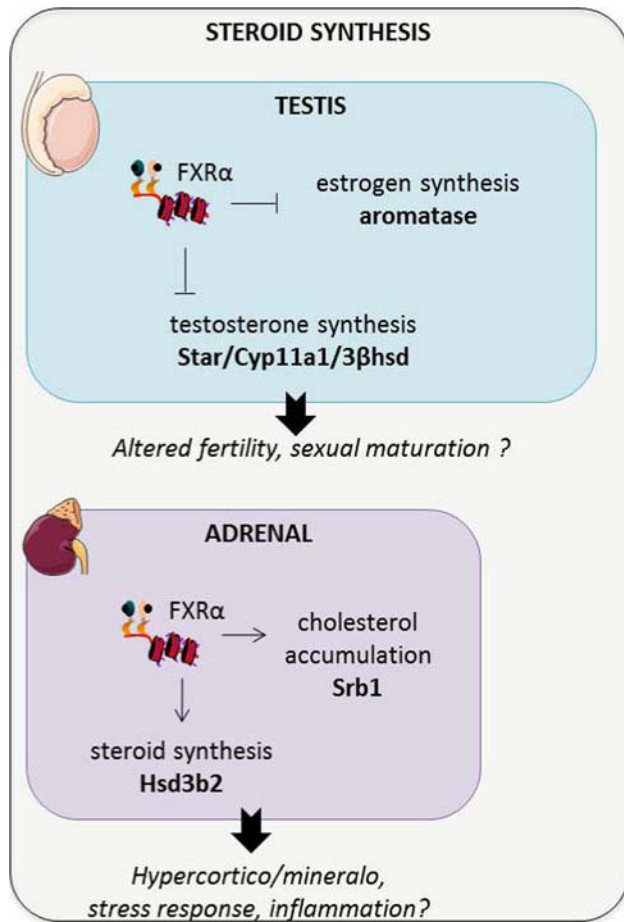 STEROID SYNTHESIS
TESTIS
FXRα
estrogen synthesis
aromatase
testosterone synthesis
Star/Cyp11a1/3βhsd
Altered fertility, sexual maturation ?
ADRENAL
FXRα
cholesterol
accumulation
Srb1
steroid synthesis
Hsd3b2
Hypercortico/mineralo,
stress response, inflammation?